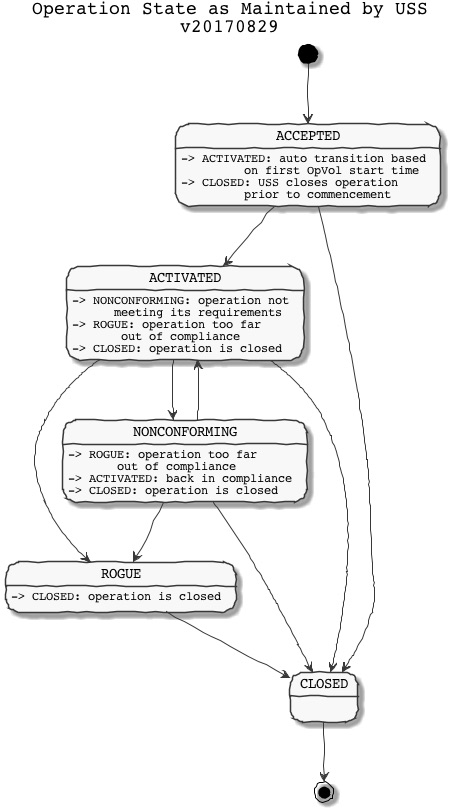 Operation State as Maintained by USS
v20170829
ACCEPTED
-> ACTIVATED: auto transition based
on first OpVol start time
-> CLOSED: USS closes operation
prior to commencement
ACTIVATED
-> NONCONFORMING: operation not
meeting its requirements
-> ROGUE: operation too far
out of compliance
-> CLOSED: operation is closed
NONCONFORMING
-> ROGUE: operation too far
out of compliance
-> ACTIVATED: back in compliance
-> CLOSED: operation is closed
ROGUE
-> CLOSED: operation is closed
CLOSED